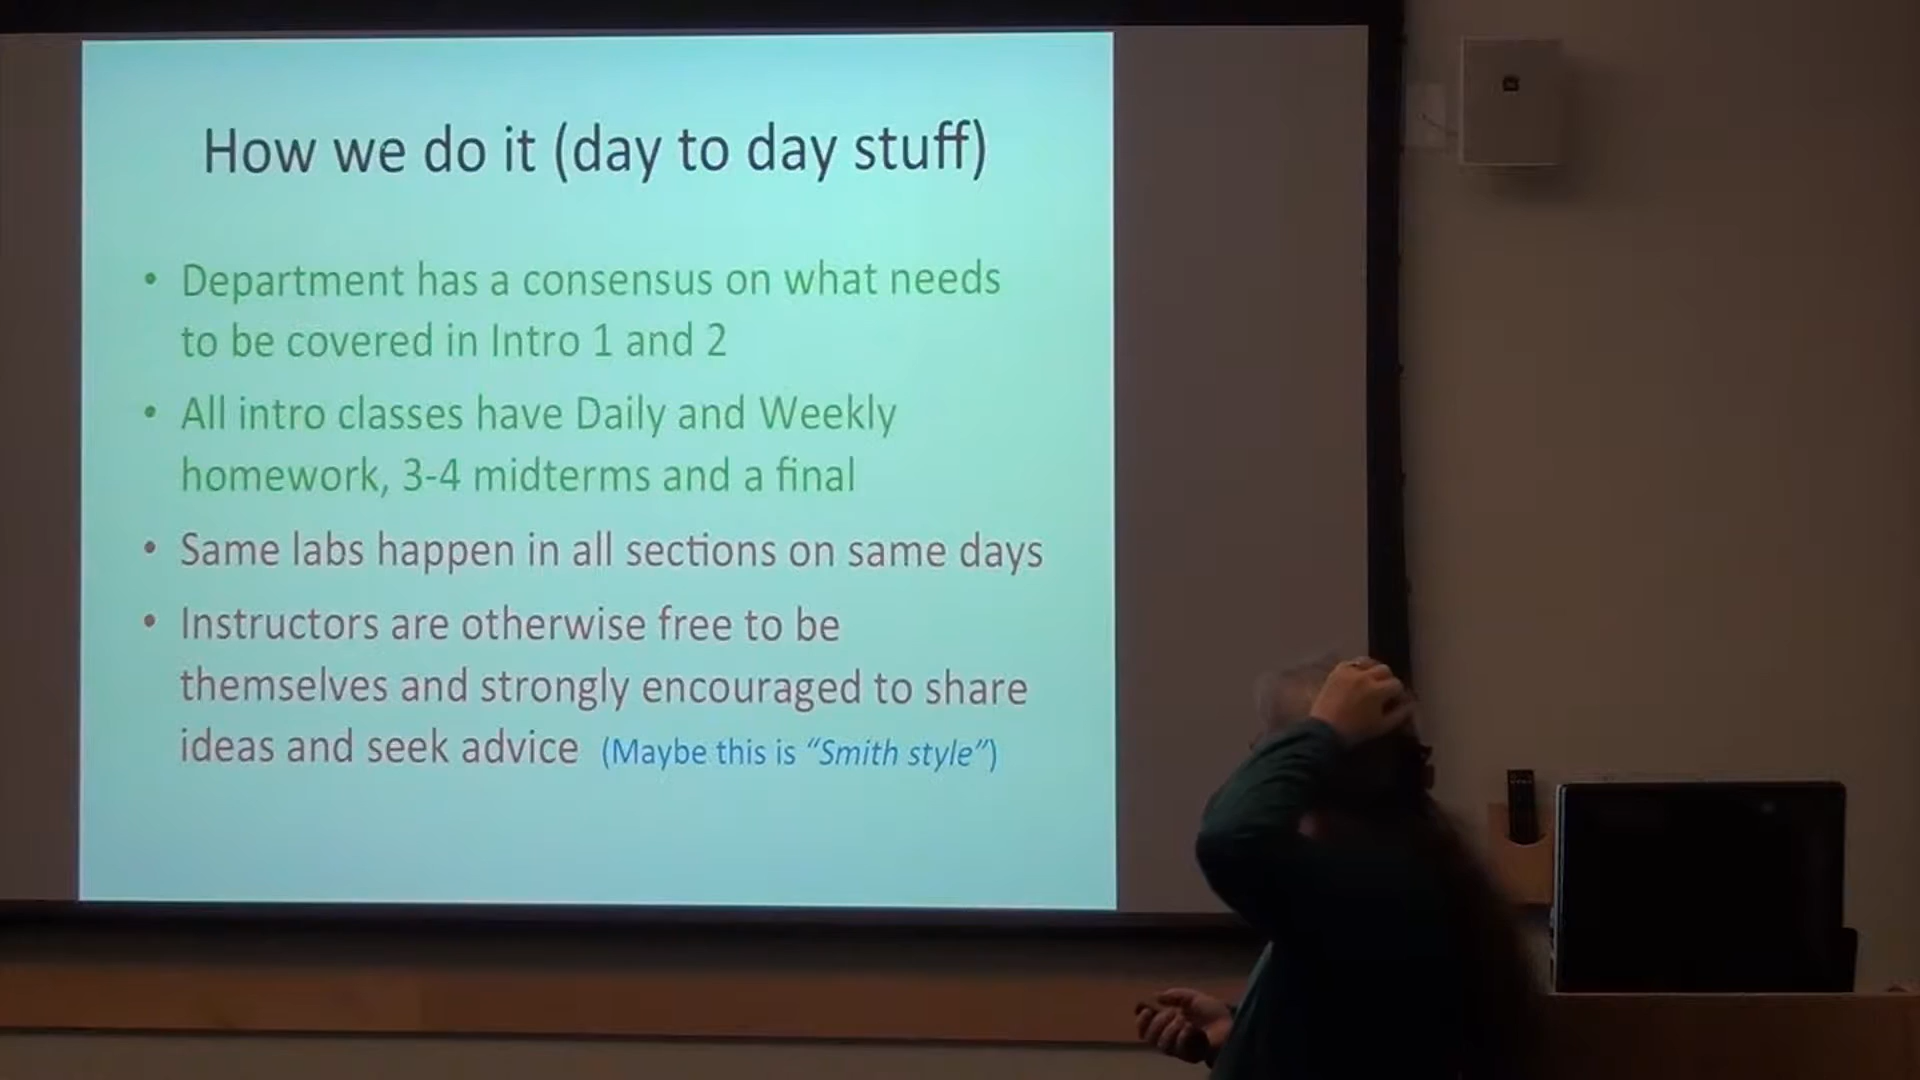 How we do it (day to day stuff)
• Department has a consensus on what needs
to be covered in Intro 1 and 2
• All intro classes have Daily and Weekly
homework, 3-4 midterms and a final
• Same labs happen in all sections on same days
• Instructors are otherwise free to be
themselves and strongly encouraged to share
ideas and seek advice (Maybe this is “Smith style”)